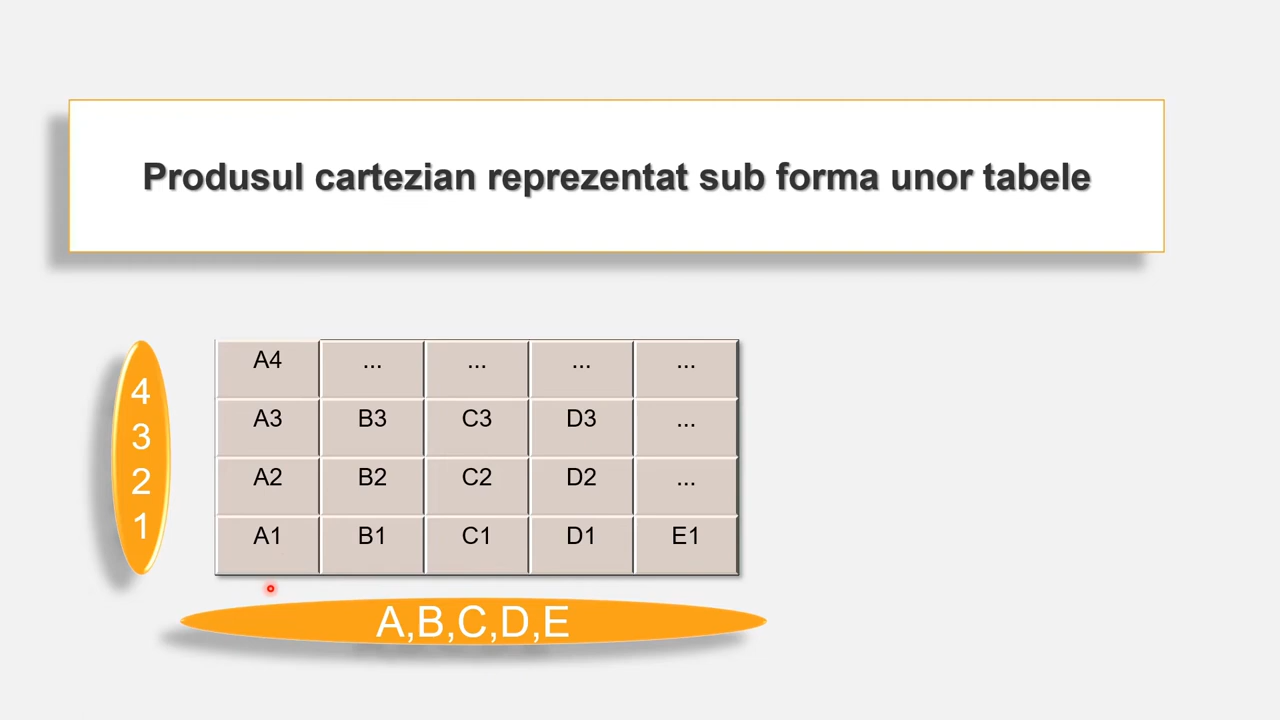 Produsul cartezian reprezentat sub forma unor tabele
4
3
2
1
A4 ... ... ... ...
A3 B3 C3 D3 ...
A2 B2 C2 D2 ...
A1 B1 C1 D1 E1
A,B,C,D,E